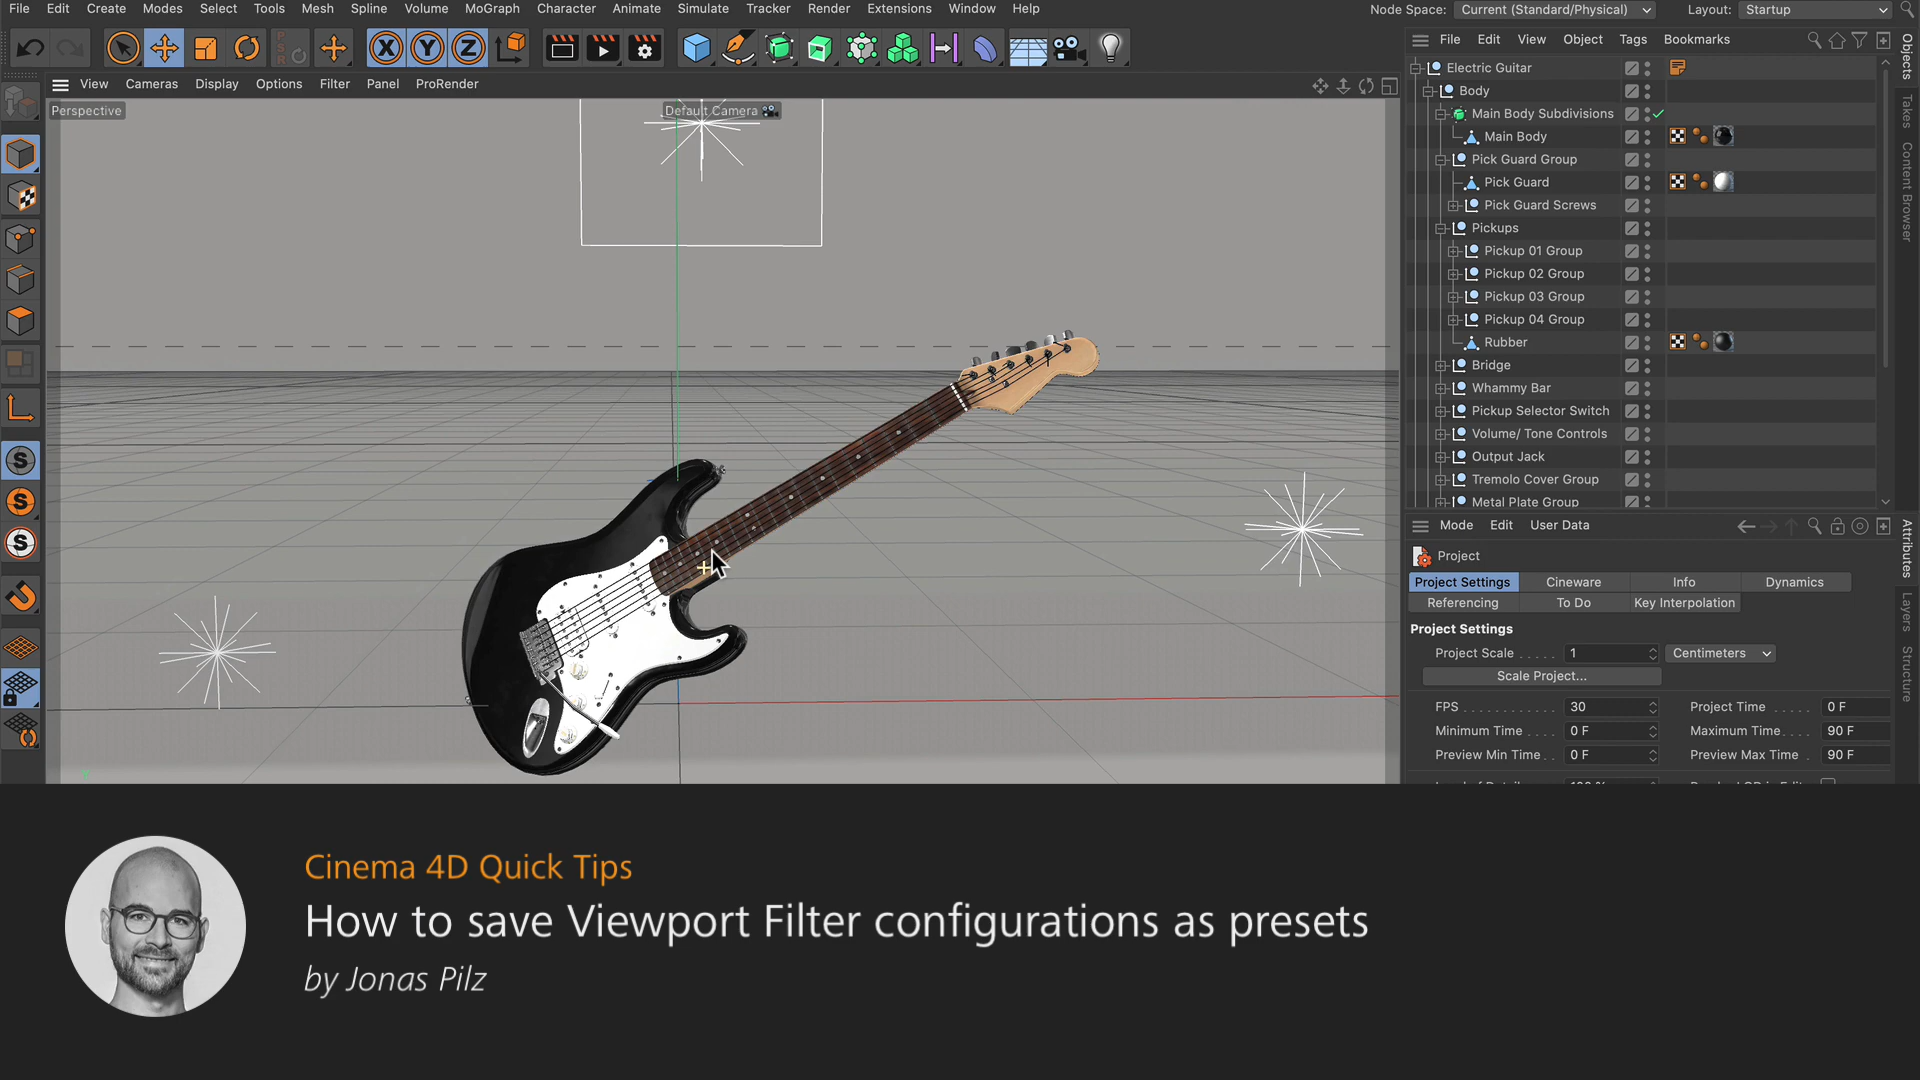 File Edit Create Modes Select Tools Mesh Spline Volume MoGraph Character Animate Simulate Tracker Render Extensions Window Help
Node Space: Current (Standard/Physical) Layout: Startup
PSR X Y Z
File Edit View Object Tags Bookmarks
View Cameras Display Options Filter Panel ProRender
Perspective
Default Camera
Electric Guitar
Body
Main Body Subdivisions
Main Body
Pick Guard Group
Pick Guard
Pick Guard Screws
Pickups
Pickup 01 Group
Pickup 02 Group
Pickup 03 Group
Pickup 04 Group
Rubber
Bridge
Whammy Bar
Pickup Selector Switch
Volume/ Tone Controls
Output Jack
Tremolo Cover Group
Metal Plate Group
Objects
Takes
Content Browser
S
S
S
Mode Edit User Data
Project
Project Settings Cineware Info Dynamics
Referencing To Do Key Interpolation
Project Settings
Project Scale 1 Centimeters
Scale Project...
FPS 30 Project Time 0 F
Minimum Time 0 F Maximum Time 90 F
Preview Min Time 0 F Preview Max Time 90 F
Attributes
Layers
Structure
Cinema 4D Quick Tips
How to save Viewport Filter configurations as presets
by Jonas Pilz